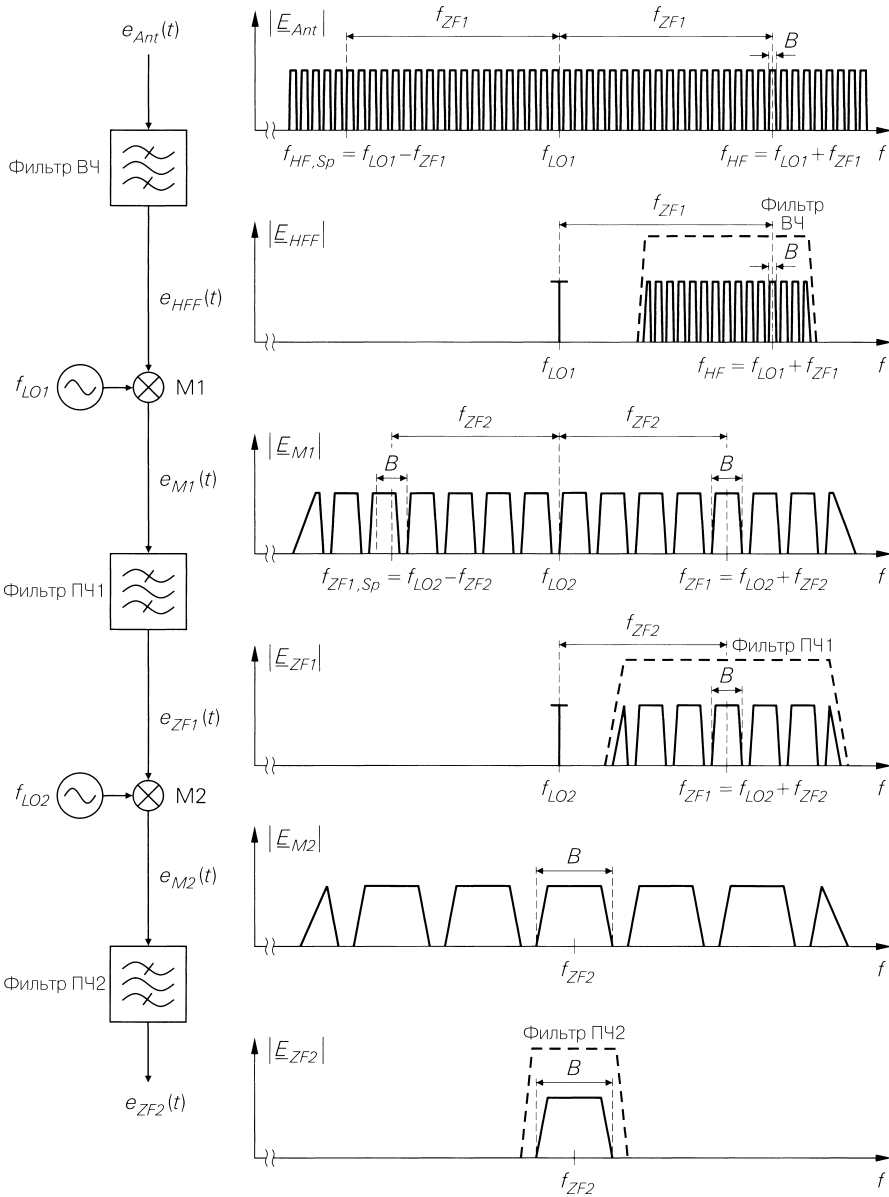 e_Ant(t)
Фильтр ВЧ
e_HFF(t)
f_LO1
M1
e_M1(t)
Фильтр ПЧ1
e_ZF1(t)
f_LO2
M2
e_M2(t)
Фильтр ПЧ2
e_ZF2(t)
|E_Ant|
f_ZF1
f_ZF1
B
f_HF,Sp = f_LO1 − f_ZF1
f_LO1
f_HF = f_LO1 + f_ZF1
f
|E_HFF|
f_ZF1
Фильтр
ВЧ
B
f_LO1
f_HF = f_LO1 + f_ZF1
f
|E_M1|
f_ZF2
f_ZF2
B
B
f_ZF1,Sp = f_LO2 − f_ZF2
f_LO2
f_ZF1 = f_LO2 + f_ZF2
f
|E_ZF1|
f_ZF2
Фильтр ПЧ1
B
f_LO2
f_ZF1 = f_LO2 + f_ZF2
f
|E_M2|
B
f_ZF2
f
|E_ZF2|
Фильтр ПЧ2
B
f_ZF2
f